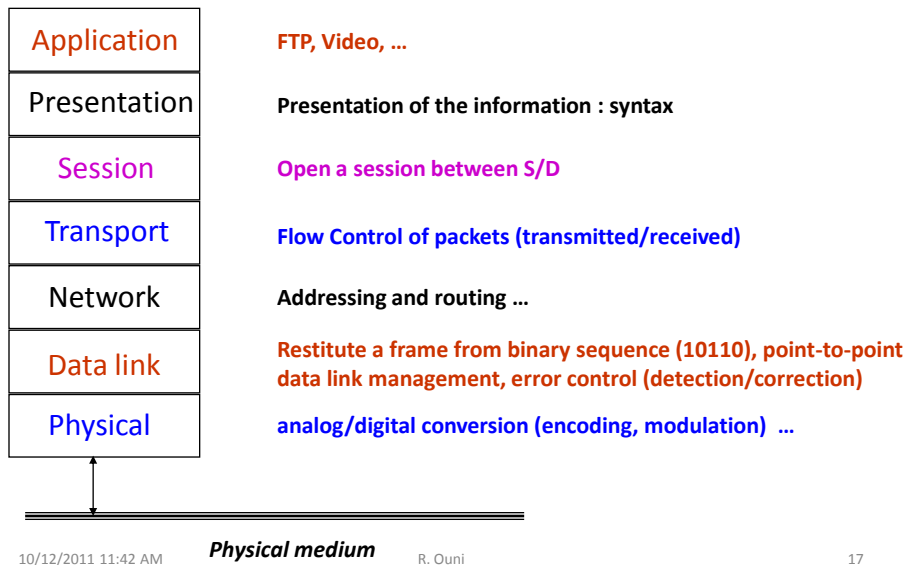 Application
FTP, Video, …
Presentation
Presentation of the information : syntax
Session
Open a session between S/D
Transport
Flow Control of packets (transmitted/received)
Network
Addressing and routing …
Data link
Restitute a frame from binary sequence (10110), point-to-point
data link management, error control (detection/correction)
Physical
analog/digital conversion (encoding, modulation) …
Physical medium
10/12/2011 11:42 AM
R. Ouni
17